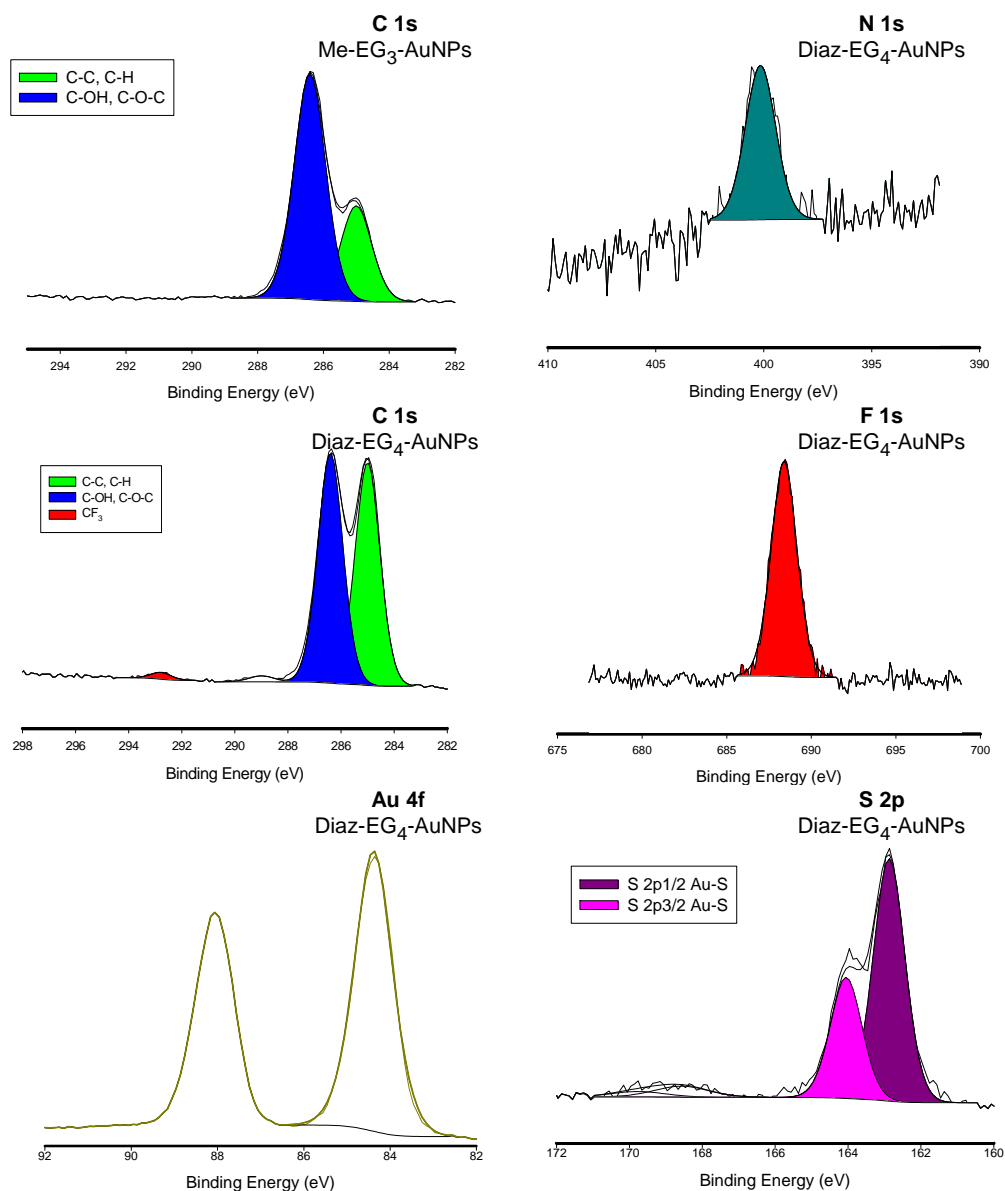 C 1s
Me-EG3-AuNPs
C-C, C-H
C-OH, C-O-C
294 292 290 288 286 284 282
Binding Energy (eV)
N 1s
Diaz-EG4-AuNPs
410 405 400 395 390
Binding Energy (eV)
C 1s
Diaz-EG4-AuNPs
C-C, C-H
C-OH, C-O-C
CF3
298 296 294 292 290 288 286 284 282
Binding Energy (eV)
F 1s
Diaz-EG4-AuNPs
675 680 685 690 695 700
Binding Energy (eV)
Au 4f
Diaz-EG4-AuNPs
92 90 88 86 84 82
Binding Energy (eV)
S 2p
Diaz-EG4-AuNPs
S 2p1/2 Au-S
S 2p3/2 Au-S
172 170 168 166 164 162 160
Binding Energy (eV)